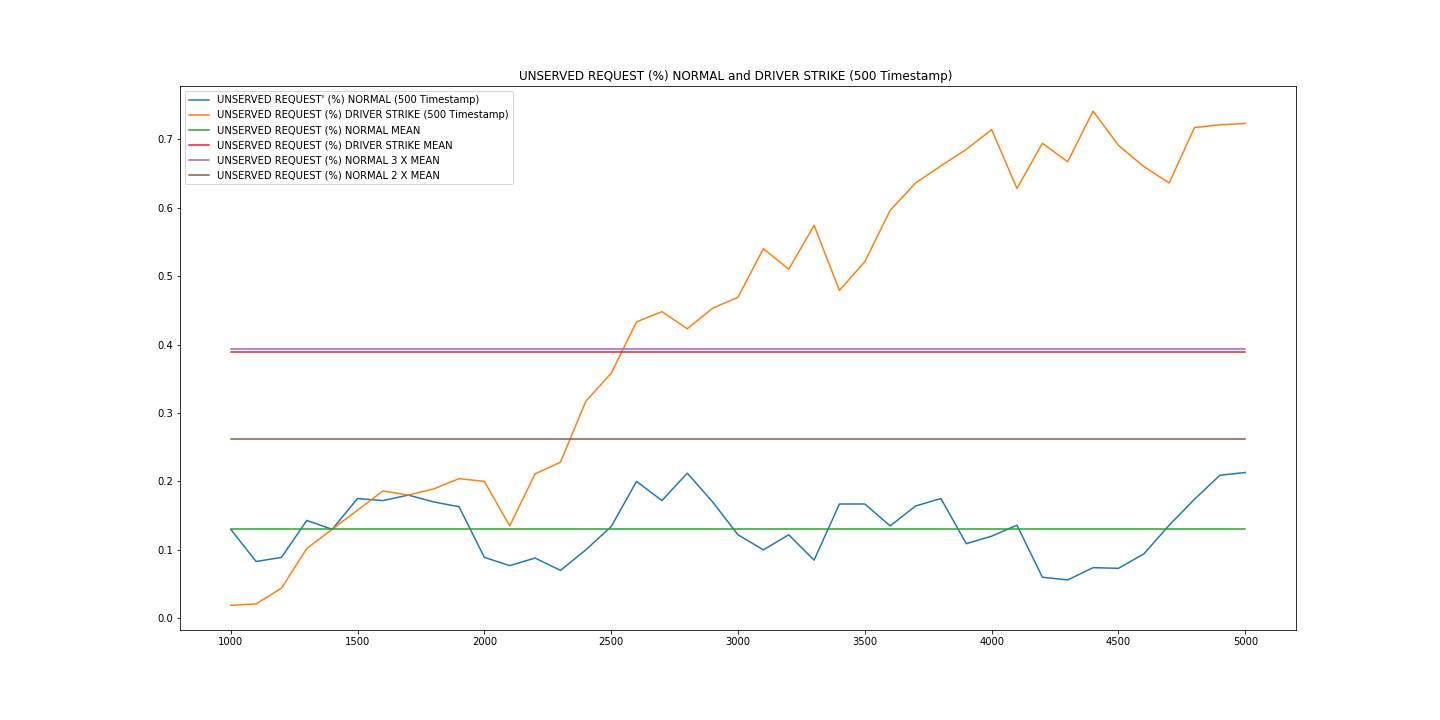 UNSERVED REQUEST (%) NORMAL and DRIVER STRIKE (500 Timestamp)
UNSERVED REQUEST' (%) NORMAL (500 Timestamp)
UNSERVED REQUEST (%) DRIVER STRIKE (500 Timestamp)
UNSERVED REQUEST (%) NORMAL MEAN
UNSERVED REQUEST (%) DRIVER STRIKE MEAN
UNSERVED REQUEST (%) NORMAL 3 X MEAN
UNSERVED REQUEST (%) NORMAL 2 X MEAN
0.7
0.6
0.5
0.4
0.3
0.2
0.1
0.0
1000 1500 2000 2500 3000 3500 4000 4500 5000